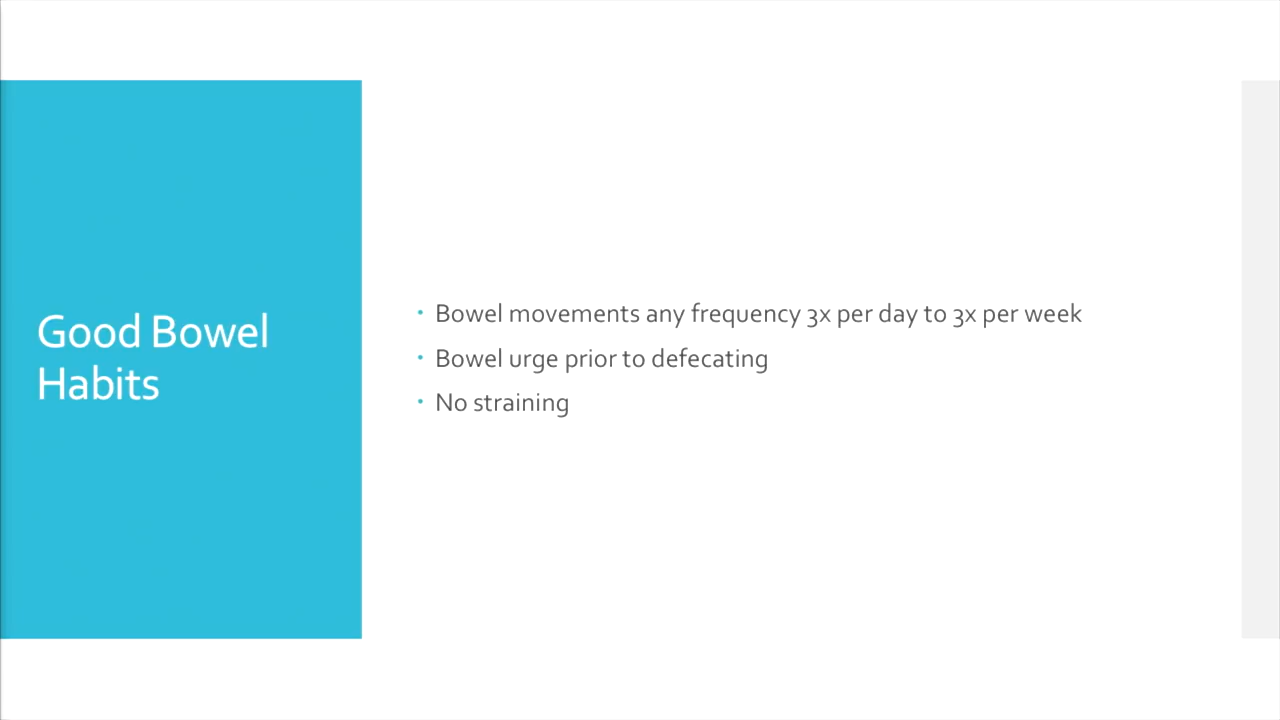 Good Bowel
Habits
• Bowel movements any frequency 3x per day to 3x per week
• Bowel urge prior to defecating
• No straining